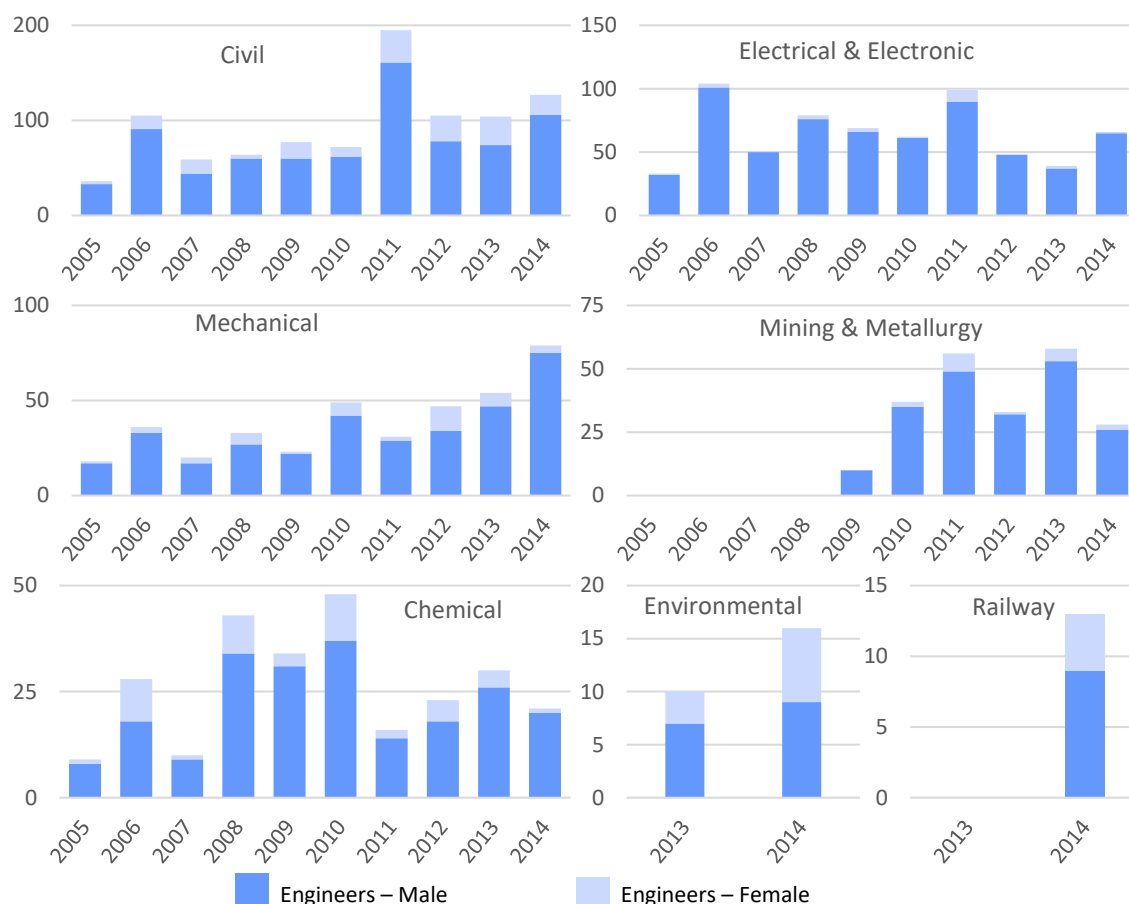 200
100
0
Civil
2005 2006 2007 2008 2009 2010 2011 2012 2013 2014
150
100
50
0
Electrical & Electronic
2005 2006 2007 2008 2009 2010 2011 2012 2013 2014
100
50
0
Mechanical
2005 2006 2007 2008 2009 2010 2011 2012 2013 2014
75
50
25
0
Mining & Metallurgy
2005 2006 2007 2008 2009 2010 2011 2012 2013 2014
50
25
0
Chemical
2005 2006 2007 2008 2009 2010 2011 2012 2013 2014
20
15
10
5
0
Environmental
2013 2014
15
10
5
0
Railway
2013 2014
Engineers – Male
Engineers – Female